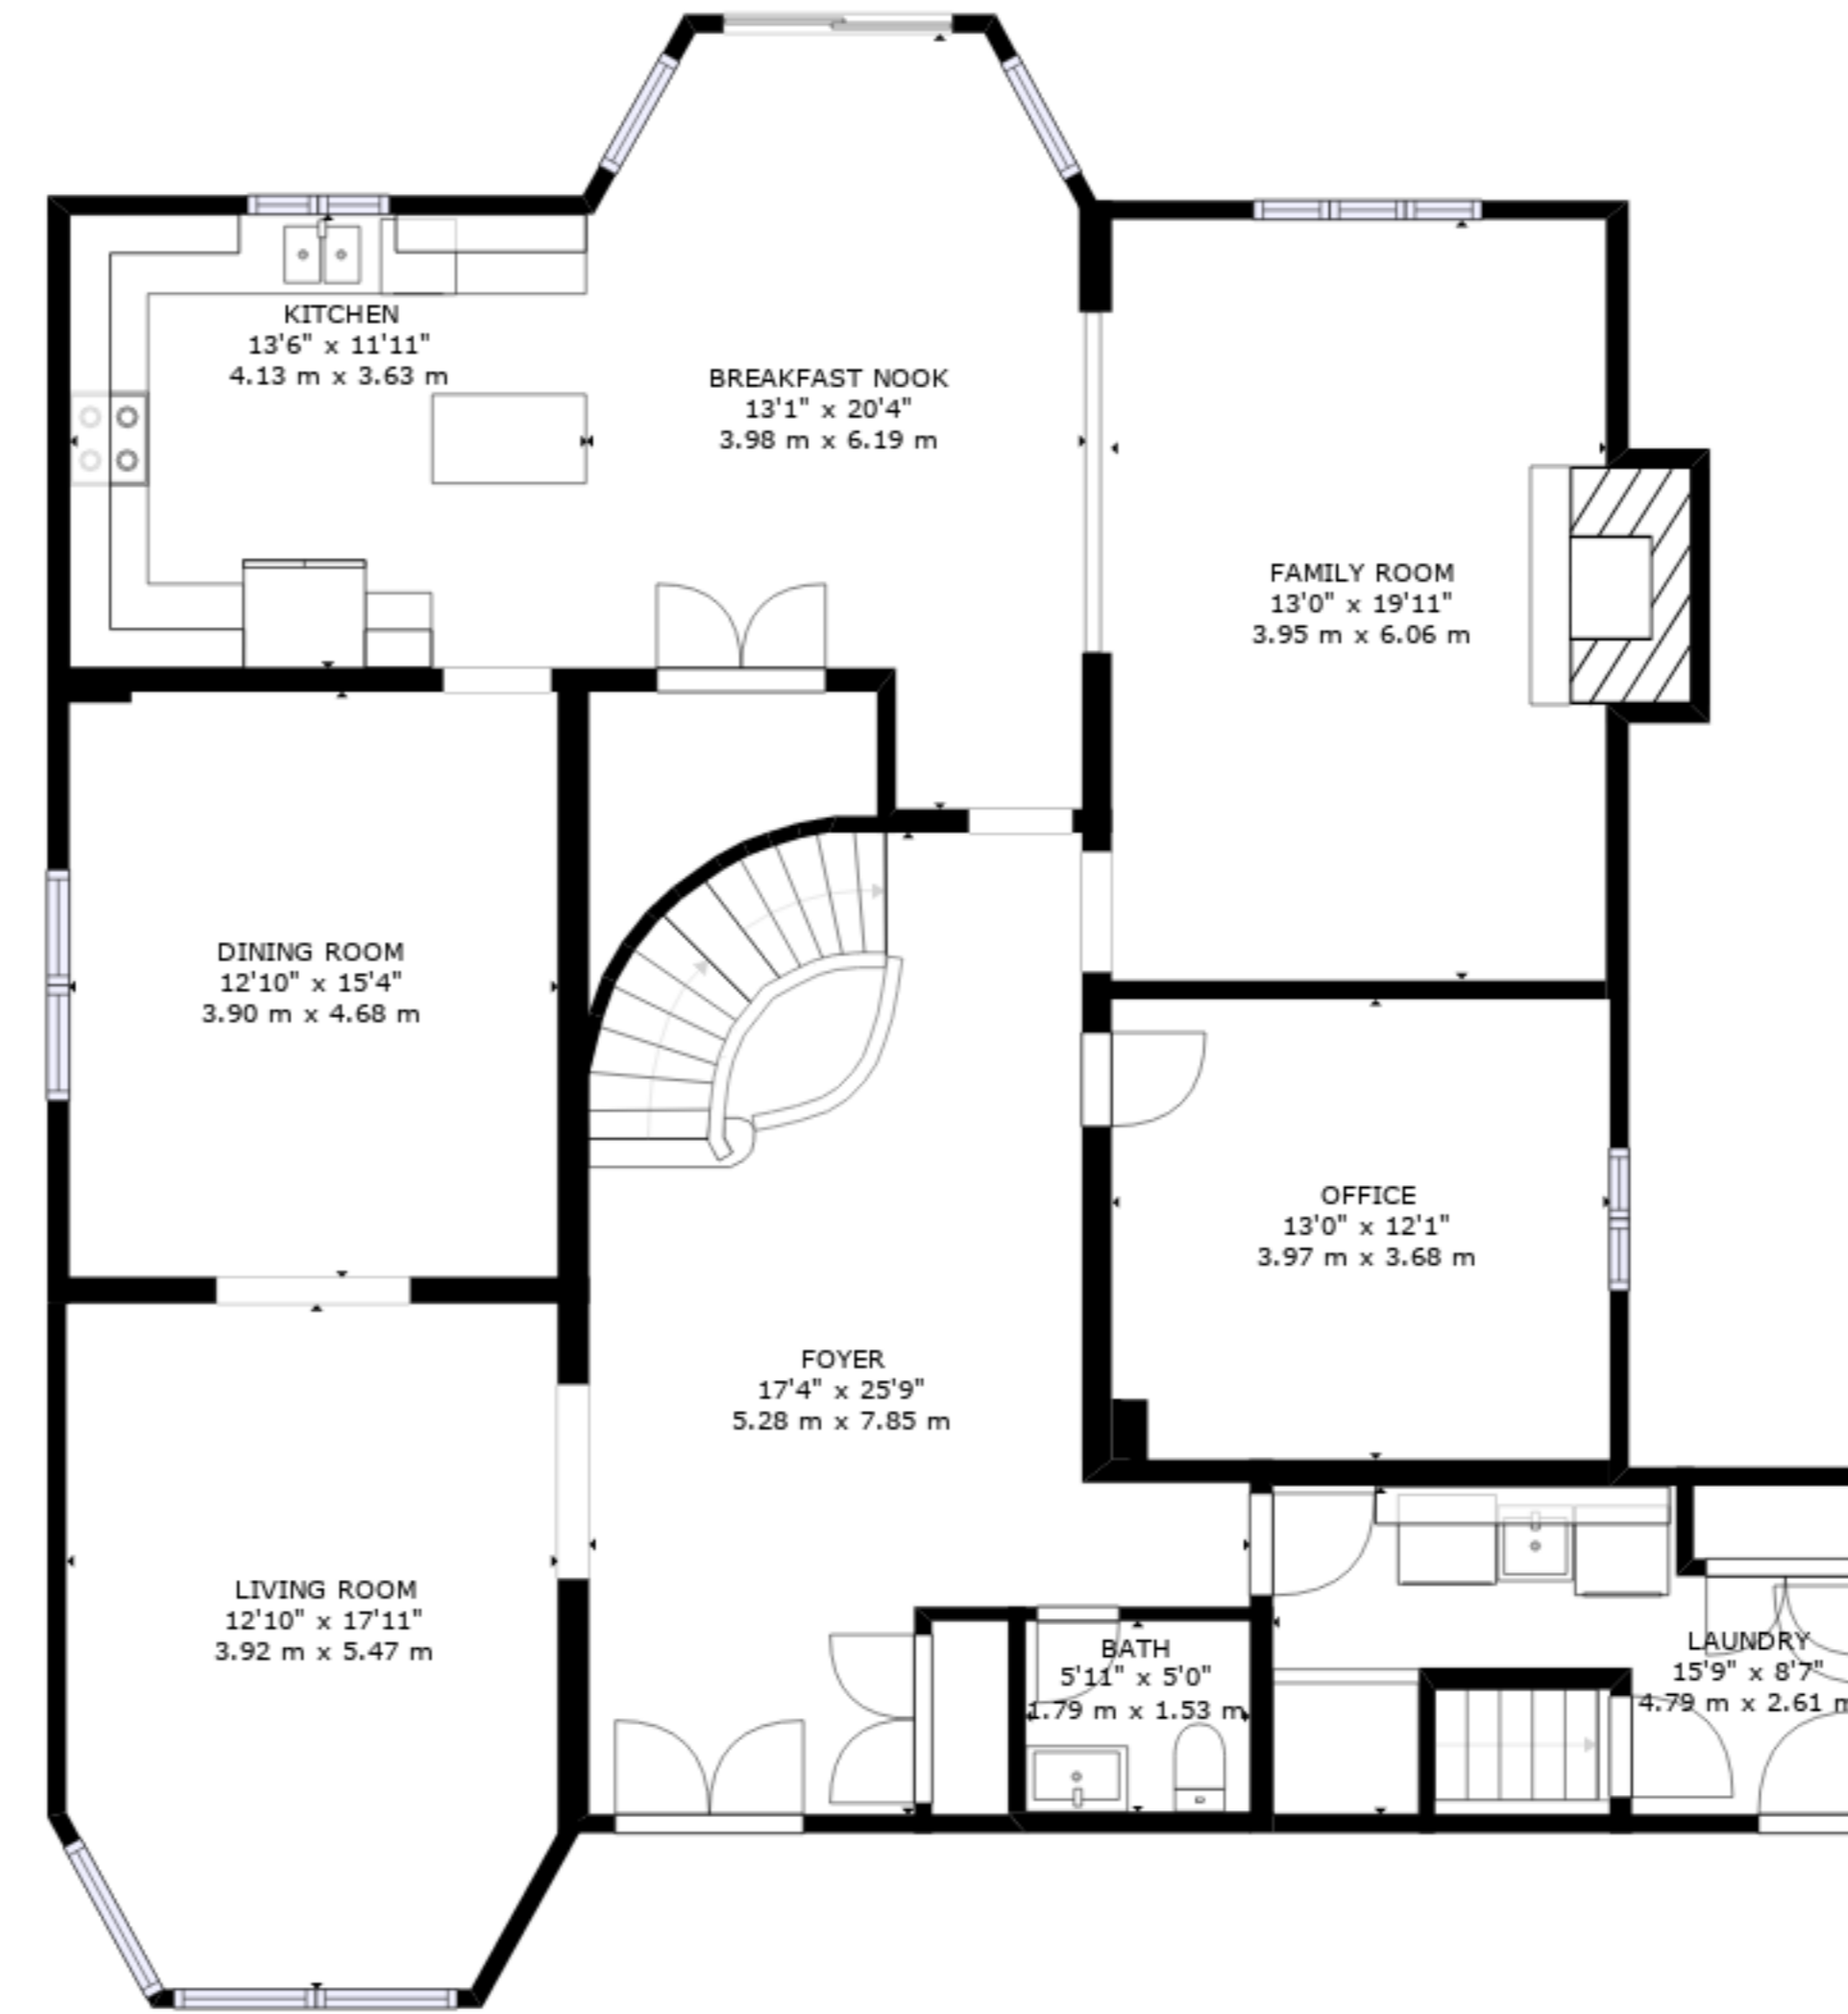 KITCHEN
13'6" x 11'11"
4.13 m x 3.63 m
BREAKFAST NOOK
13'1" x 20'4"
3.98 m x 6.19 m
FAMILY ROOM
13'0" x 19'11"
3.95 m x 6.06 m
DINING ROOM
12'10" x 15'4"
3.90 m x 4.68 m
OFFICE
13'0" x 12'1"
3.97 m x 3.68 m
FOYER
17'4" x 25'9"
5.28 m x 7.85 m
LIVING ROOM
12'10" x 17'11"
3.92 m x 5.47 m
BATH
5'11" x 5'0"
1.79 m x 1.53 m
LAUNDRY
15'9" x 8'7"
4.79 m x 2.61 m